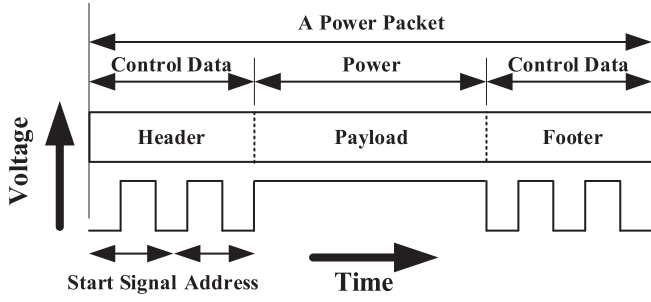 A Power Packet
Control Data Power Control Data
Header Payload Footer
Voltage
Start Signal Address
Time